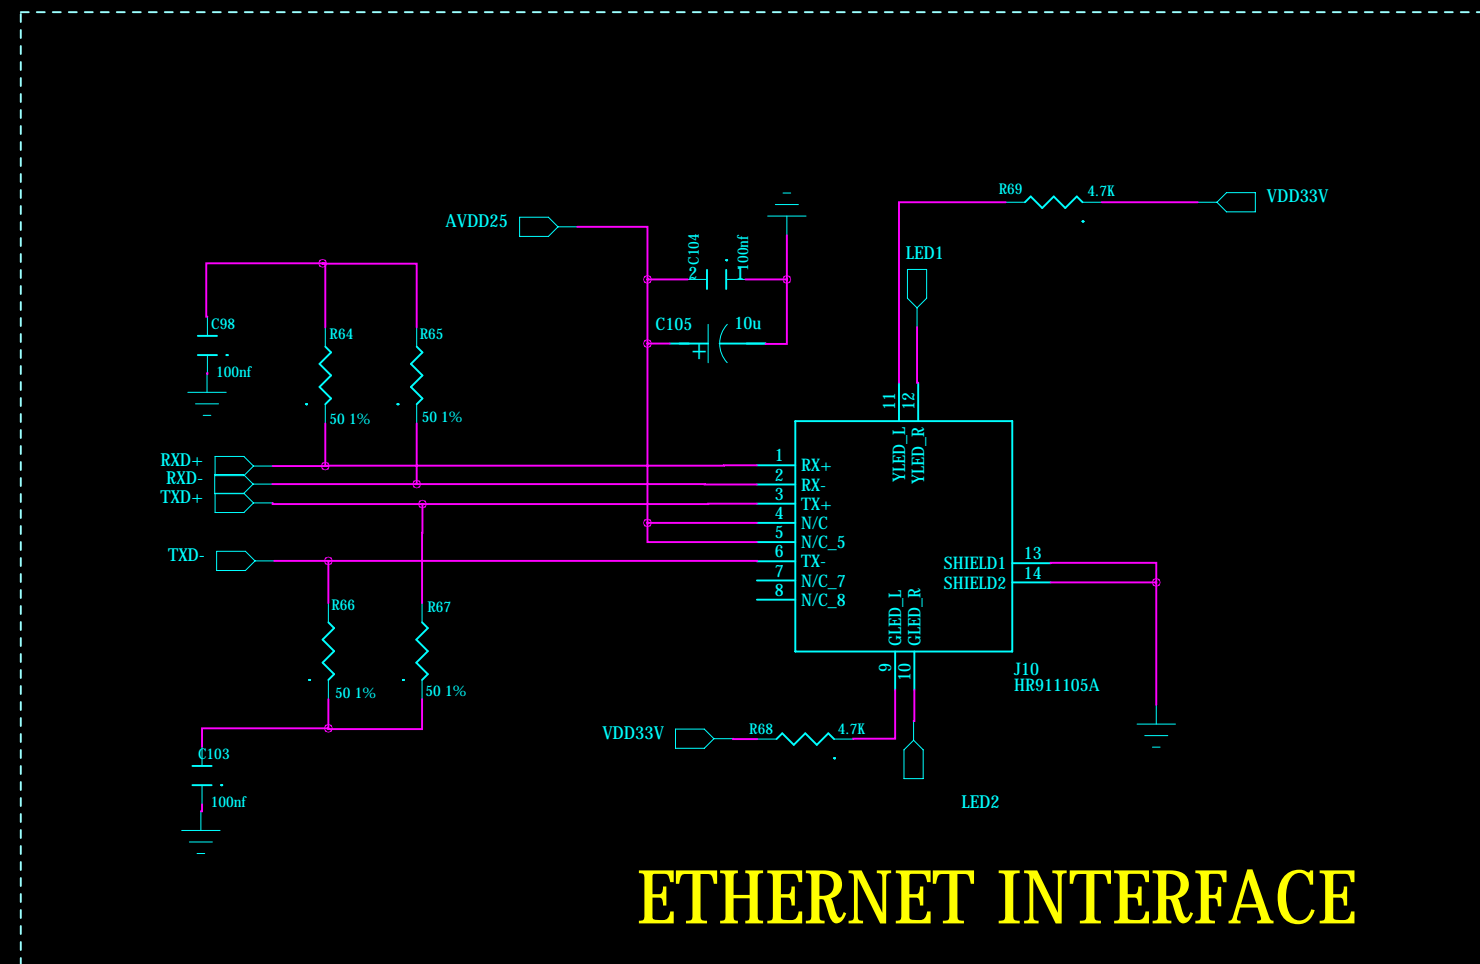 R69 4.7K VDD33V
AVDD25
C104 100nf
2 1
LED1
C98
100nf
R64 R65
50 1% 50 1%
C105 10u
11 12
YLED_L YLED_R
RXD+
RXD-
TXD+
TXD-
1 RX+
2 RX-
3 TX+
4 N/C
5 N/C_5
6 TX-
7 N/C_7
8 N/C_8
SHIELD1 13
SHIELD2 14
GLED_L GLED_R
9 10
J10
HR911105A
R66 R67
50 1% 50 1%
VDD33V R68 4.7K
C103
100nf
LED2
ETHERNET INTERFACE